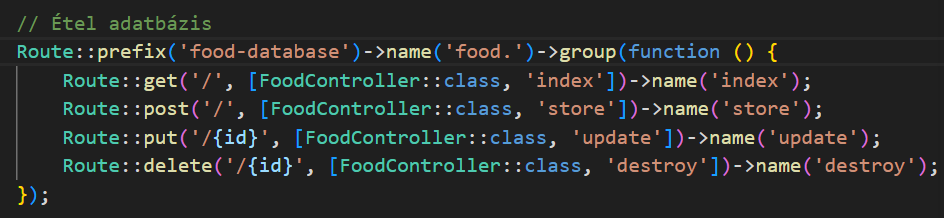 // Étel adatbázis
Route::prefix('food-database')->name('food.')->group(function () {
    Route::get('/', [FoodController::class, 'index'])->name('index');
    Route::post('/', [FoodController::class, 'store'])->name('store');
    Route::put('/{id}', [FoodController::class, 'update'])->name('update');
    Route::delete('/{id}', [FoodController::class, 'destroy'])->name('destroy');
});